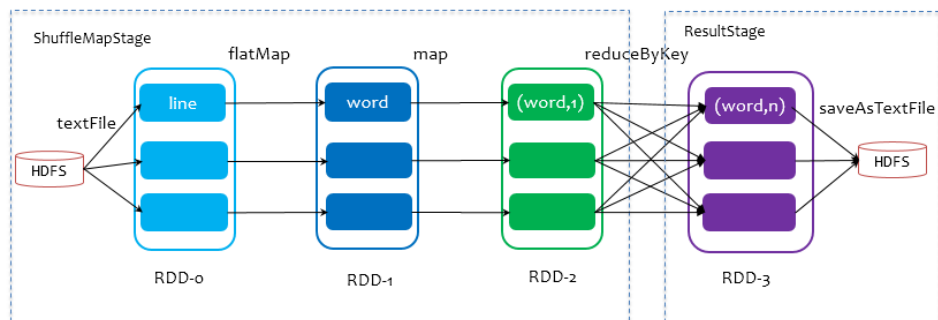 ShuffleMapStage
ResultStage
flatMap
map
reduceByKey
line
word
(word,1)
(word,n)
textFile
saveAsTextFile
HDFS
HDFS
RDD-0
RDD-1
RDD-2
RDD-3